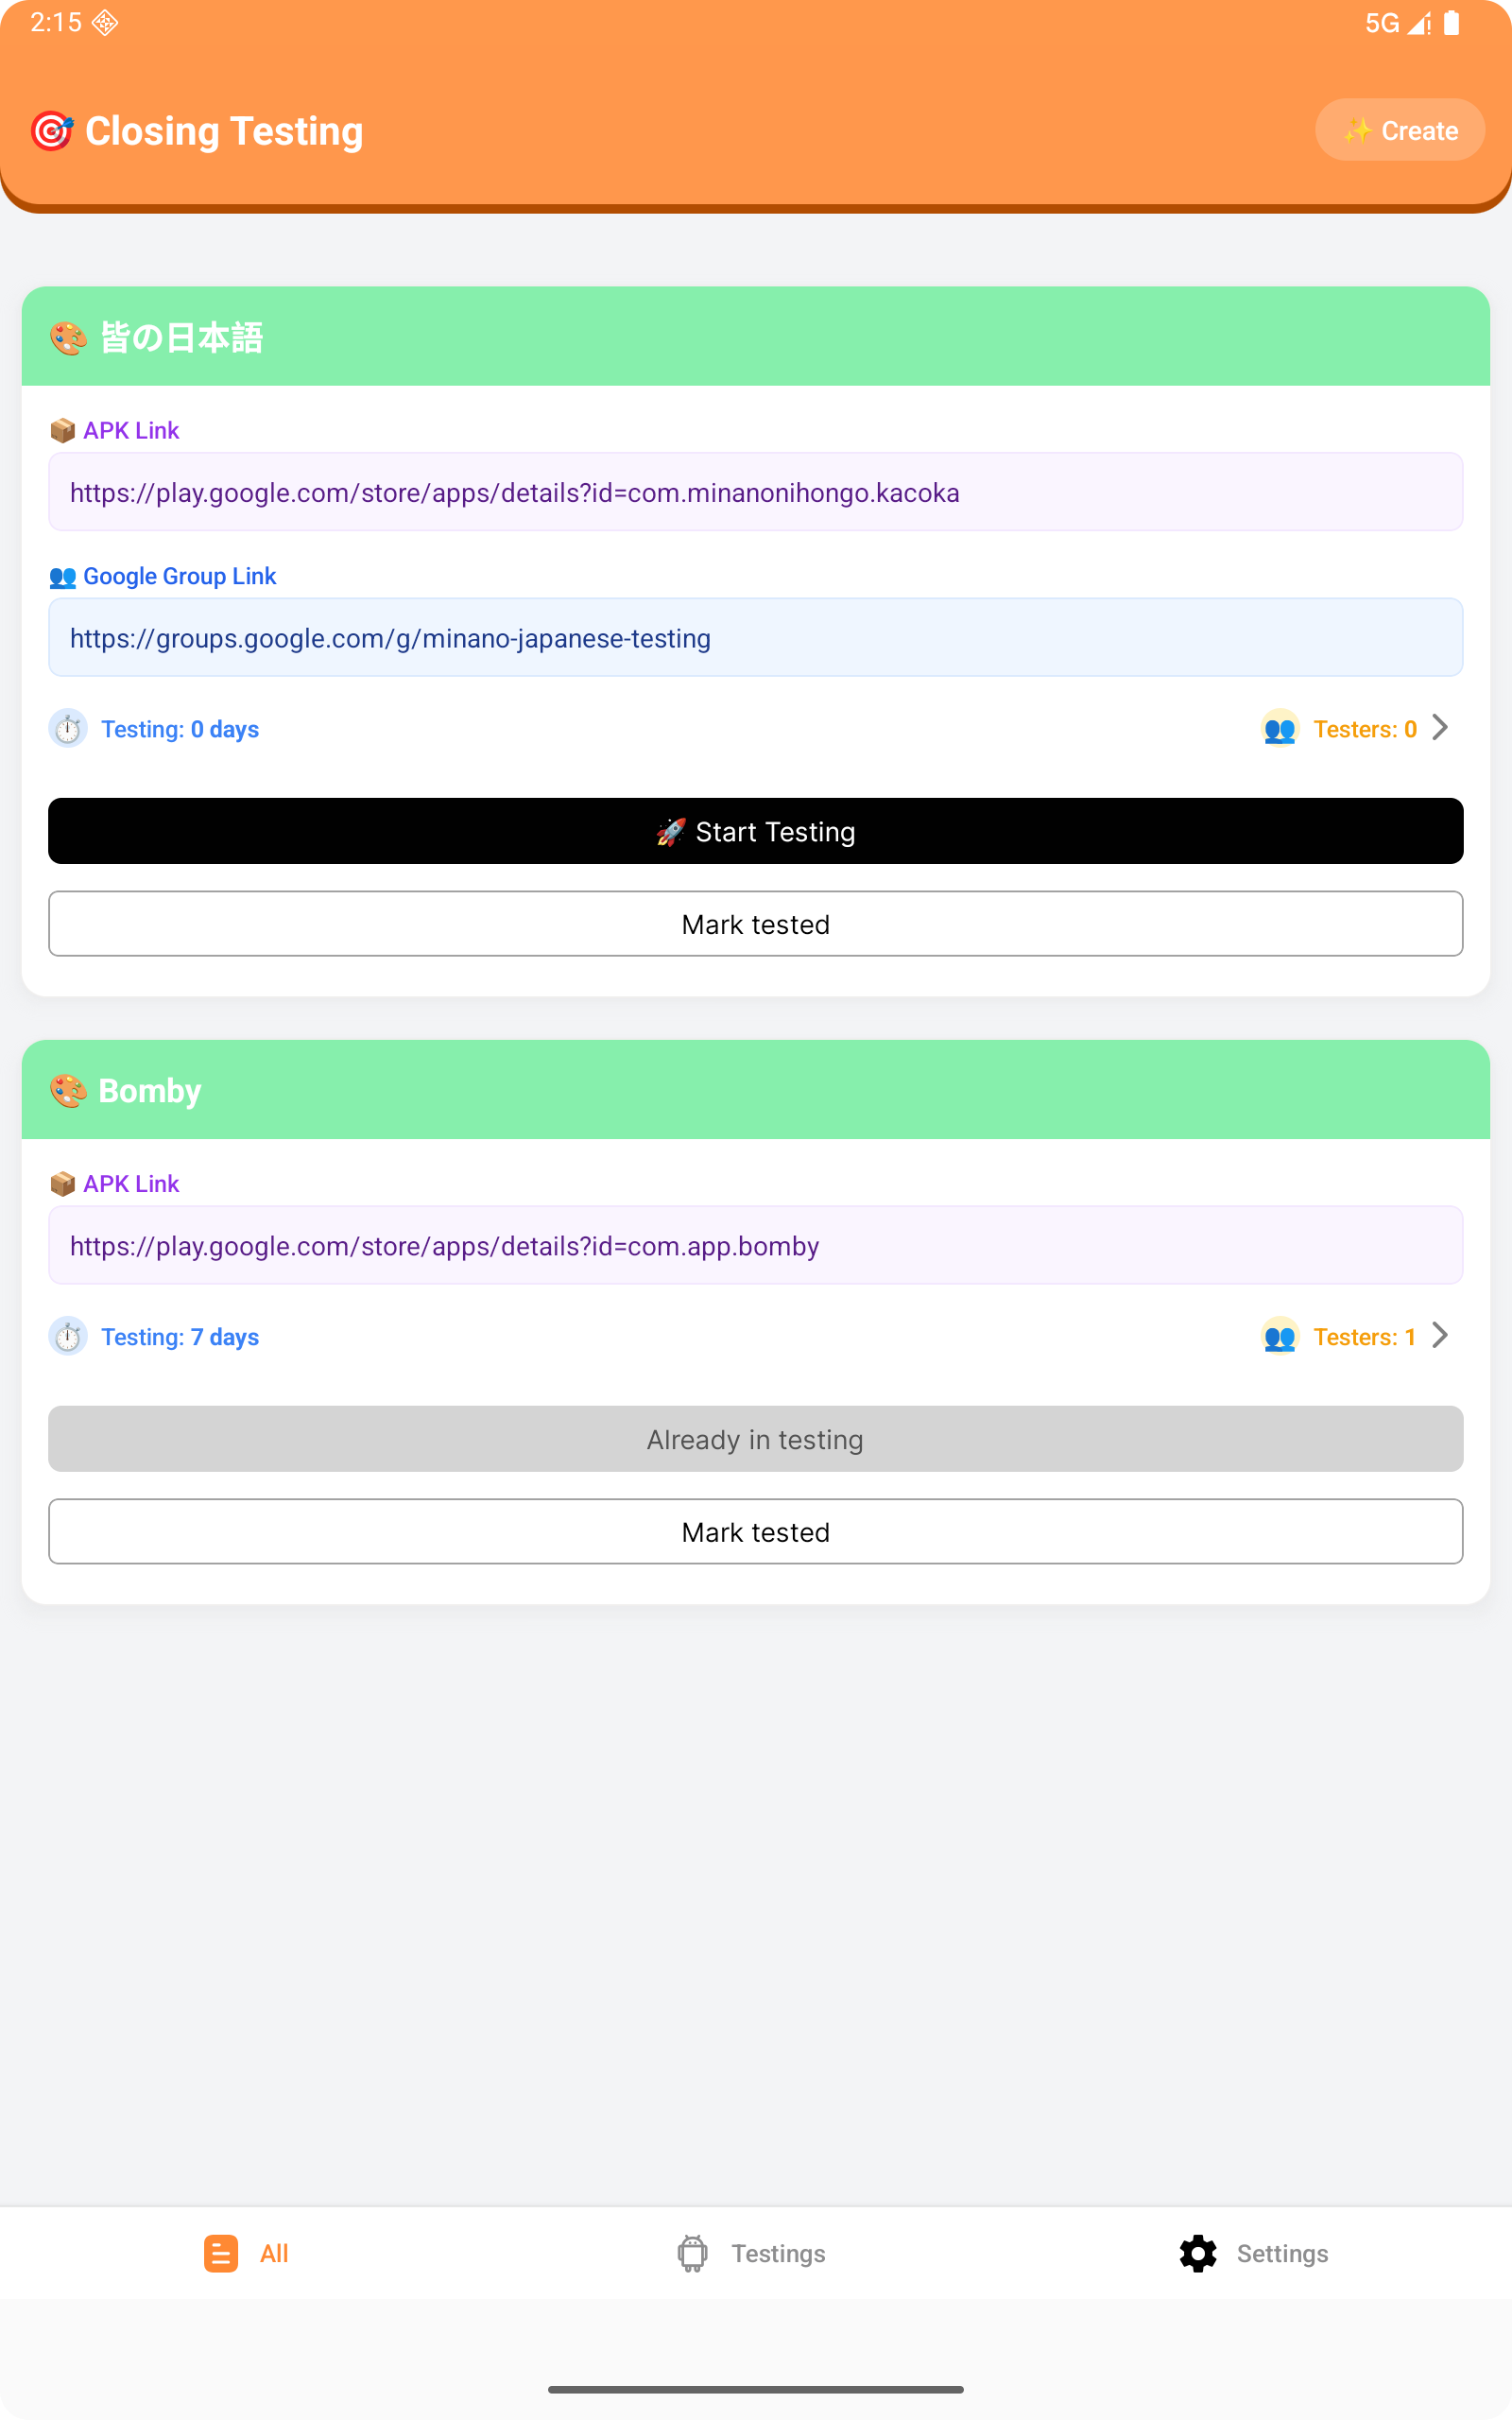 2:15
5G
🎯 Closing Testing
✨ Create
🎨 皆の日本語
📦 APK Link
https://play.google.com/store/apps/details?id=com.minanonihongo.kacoka
👥 Google Group Link
https://groups.google.com/g/minano-japanese-testing
⏱️ Testing: 0 days
👥 Testers: 0
🚀 Start Testing
Mark tested
🎨 Bomby
📦 APK Link
https://play.google.com/store/apps/details?id=com.app.bomby
⏱️ Testing: 7 days
👥 Testers: 1
Already in testing
Mark tested
All
Testings
Settings